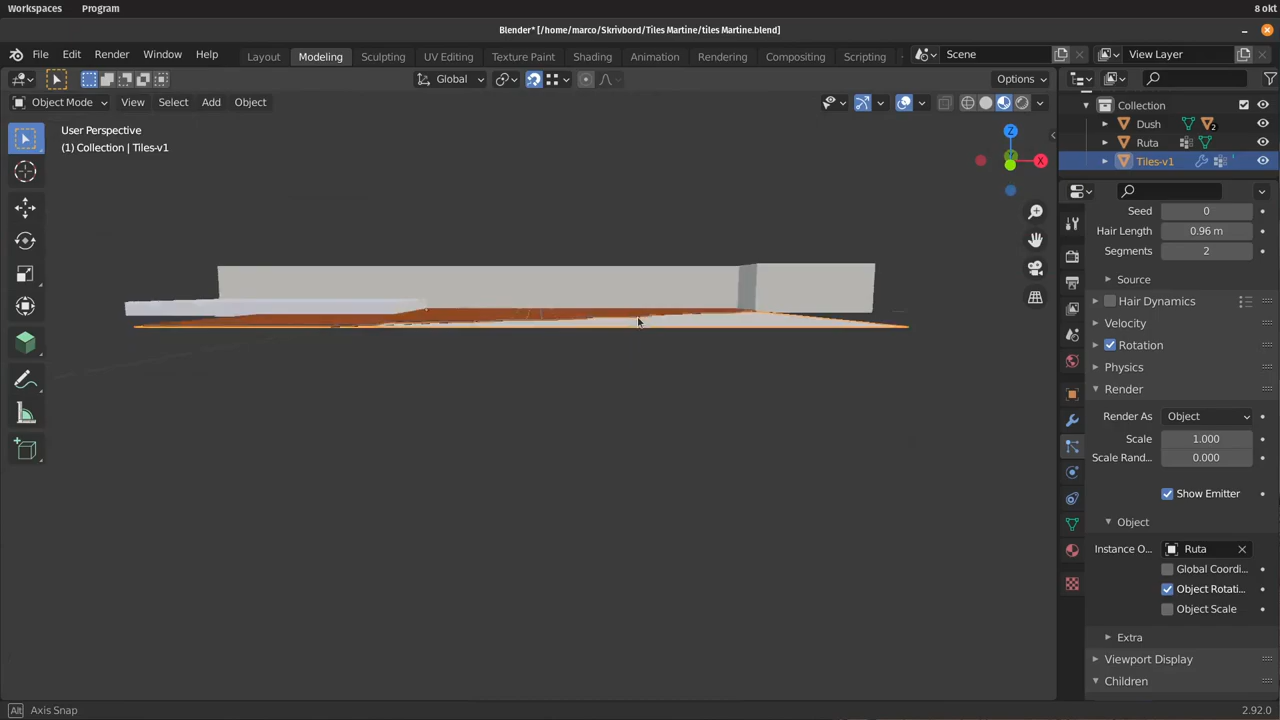 Workspaces Program 8 okt
Blender* [/home/marco/Skrivbord/Tiles Martine/tiles Martine.blend]
File Edit Render Window Help Layout Modeling Sculpting UV Editing Texture Paint Shading Animation Rendering Compositing Scripting Scene View Layer
Global Options
Object Mode View Select Add Object
User Perspective
(1) Collection | Tiles-v1
Z
X
Collection
Dush 2
Ruta
Tiles-v1
Seed 0
Hair Length 0.96 m
Segments 2
Source
Hair Dynamics
Velocity
Rotation
Physics
Render
Render As Object
Scale 1.000
Scale Rand... 0.000
Show Emitter
Object
Instance O... Ruta
Global Coordi...
Object Rotati...
Object Scale
Extra
Viewport Display
Children
Alt Axis Snap 2.92.0